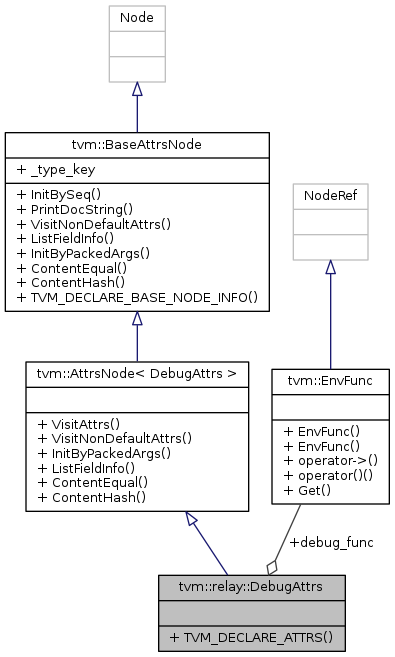 Node
tvm::BaseAttrsNode
+ _type_key
+ InitBySeq()
+ PrintDocString()
+ VisitNonDefaultAttrs()
+ ListFieldInfo()
+ InitByPackedArgs()
+ ContentEqual()
+ ContentHash()
+ TVM_DECLARE_BASE_NODE_INFO()
NodeRef
tvm::AttrsNode< DebugAttrs >
+ VisitAttrs()
+ VisitNonDefaultAttrs()
+ InitByPackedArgs()
+ ListFieldInfo()
+ ContentEqual()
+ ContentHash()
tvm::EnvFunc
+ EnvFunc()
+ EnvFunc()
+ operator->()
+ operator()()
+ Get()
+debug_func
tvm::relay::DebugAttrs
+ TVM_DECLARE_ATTRS()